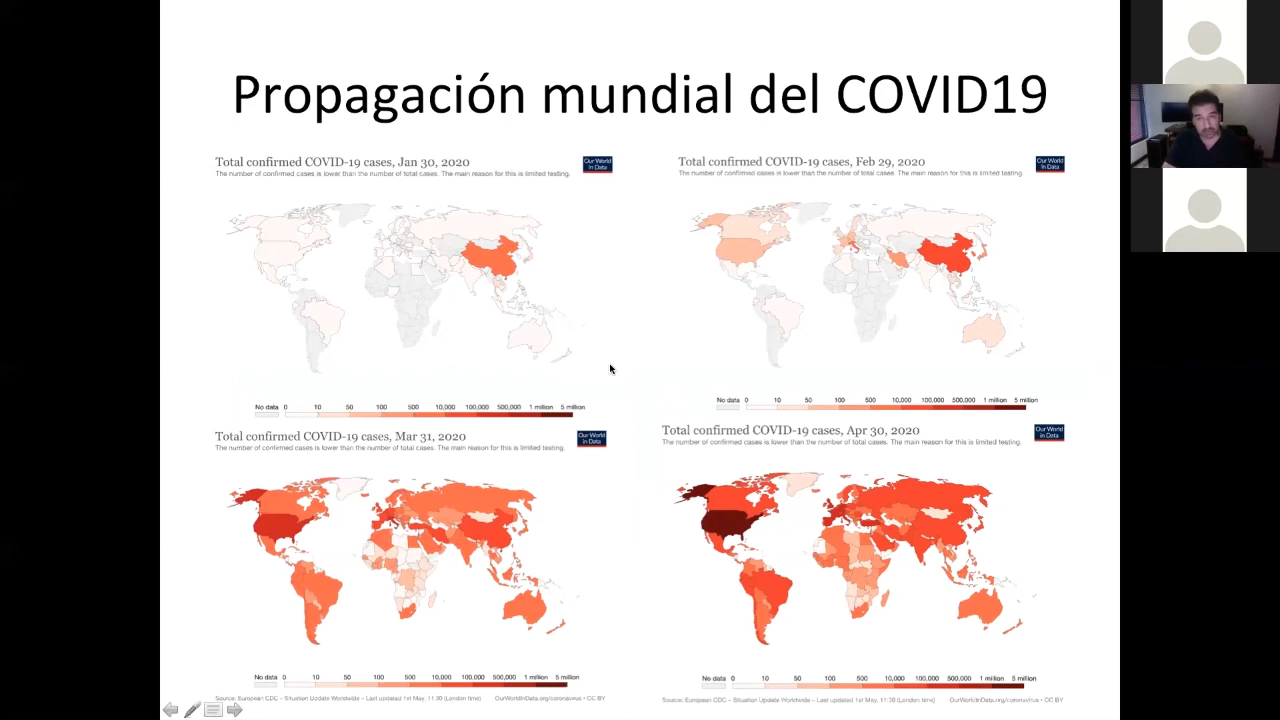 Propagación mundial del COVID19
Total confirmed COVID-19 cases, Jan 30, 2020
The number of confirmed cases is lower than the number of total cases. The main reason for this is limited testing.
Our World
in Data
No data 0 10 50 100 500 10,000 100,000 500,000 1 million 5 million
Total confirmed COVID-19 cases, Feb 29, 2020
The number of confirmed cases is lower than the number of total cases. The main reason for this is limited testing.
Our World
in Data
No data 0 10 50 100 500 10,000 100,000 500,000 1 million 5 million
Total confirmed COVID-19 cases, Mar 31, 2020
The number of confirmed cases is lower than the number of total cases. The main reason for this is limited testing.
Our World
in Data
No data 0 10 50 100 500 10,000 100,000 500,000 1 million 5 million
Source: European CDC – Situation Update Worldwide – Last updated 1st May, 11:30 (London time) OurWorldInData.org/coronavirus • CC BY
Total confirmed COVID-19 cases, Apr 30, 2020
The number of confirmed cases is lower than the number of total cases. The main reason for this is limited testing.
Our World
in Data
No data 0 10 50 100 500 10,000 100,000 500,000 1 million 5 million
Source: European CDC – Situation Update Worldwide – Last updated 1st May, 11:30 (London time) OurWorldInData.org/coronavirus • CC BY